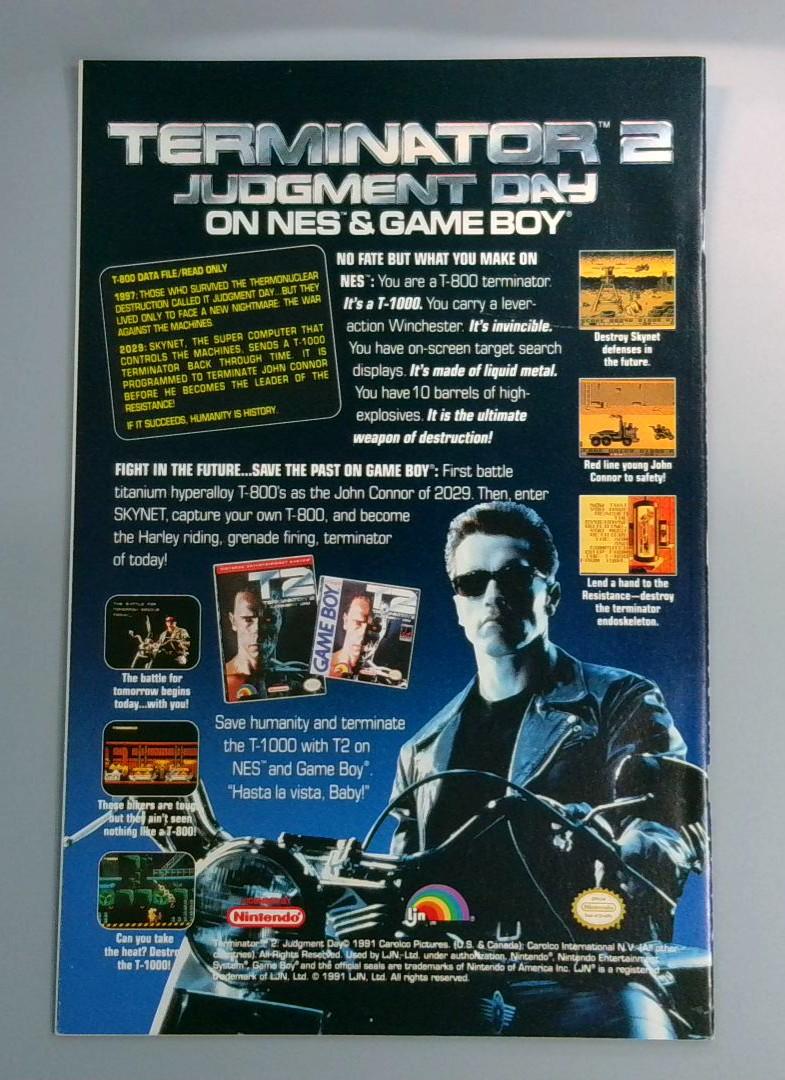 TERMINATOR™ 2
JUDGMENT DAY
ON NES™ & GAME BOY®
T-800 DATA FILE/READ ONLY
1997: THOSE WHO SURVIVED THE THERMONUCLEAR
DESTRUCTION CALLED IT JUDGMENT DAY...BUT THEY
LIVED ONLY TO FACE A NEW NIGHTMARE: THE WAR
AGAINST THE MACHINES.
2029: SKYNET, THE SUPER COMPUTER THAT
CONTROLS THE MACHINES, SENDS A T-1000
TERMINATOR BACK THROUGH TIME. IT IS
PROGRAMMED TO TERMINATE JOHN CONNOR
BEFORE HE BECOMES THE LEADER OF THE
RESISTANCE!
IF IT SUCCEEDS, HUMANITY IS HISTORY.
NO FATE BUT WHAT YOU MAKE ON
NES™: You are a T-800 terminator.
It's a T-1000. You carry a lever-
action Winchester. It's invincible.
You have on-screen target search
displays. It's made of liquid metal.
You have 10 barrels of high-
explosives. It is the ultimate
weapon of destruction!
Destroy Skynet
defenses in
the future.
Red line young John
Connor to safety!
Lend a hand to the
Resistance—destroy
the terminator
endoskeleton.
FIGHT IN THE FUTURE...SAVE THE PAST ON GAME BOY®: First battle
titanium hyperalloy T-800's as the John Connor of 2029. Then, enter
SKYNET, capture your own T-800, and become
the Harley riding, grenade firing, terminator
of today!
NINTENDO ENTERTAINMENT SYSTEM
T2
GAME BOY
T2
THE BATTLE FOR
TOMORROW BEGINS
TODAY...
The battle for
tomorrow begins
today...with you!
These bikers are tough
but they ain't seen
nothing like a T-800!
Can you take
the heat? Destroy
the T-1000!
Save humanity and terminate
the T-1000 with T2 on
NES™ and Game Boy®.
"Hasta la vista, Baby!"
Nintendo®
Ljn®
Official
Nintendo
Terminator™ 2: Judgment Day© 1991 Carolco Pictures. (U.S. & Canada); Carolco International N.V. (All other
countries). All Rights Reserved. Used by LJN, Ltd. under authorization. Nintendo®, Nintendo Entertainment
System®, Game Boy® and the official seals are trademarks of Nintendo of America Inc. LJN® is a registered
trademark of LJN, Ltd. © 1991 LJN, Ltd. All rights reserved.